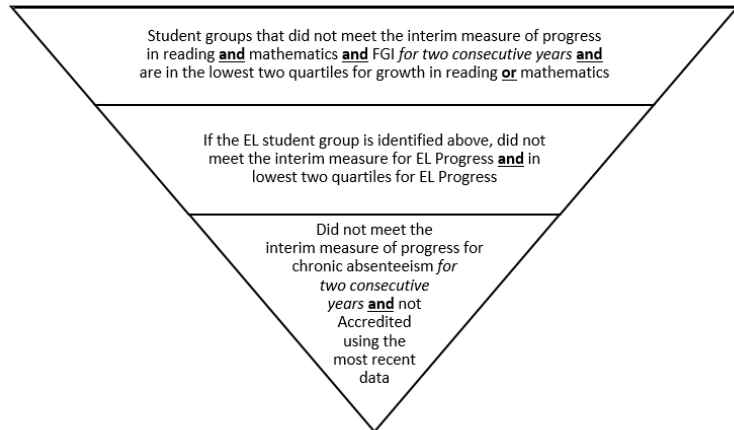 Student groups that did not meet the interim measure of progress
in reading and mathematics and FGI for two consecutive years and
are in the lowest two quartiles for growth in reading or mathematics
If the EL student group is identified above, did not
meet the interim measure for EL Progress and in
lowest two quartiles for EL Progress
Did not meet the
interim measure of progress for
chronic absenteeism for
two consecutive
years and not
Accredited
using the
most recent
data